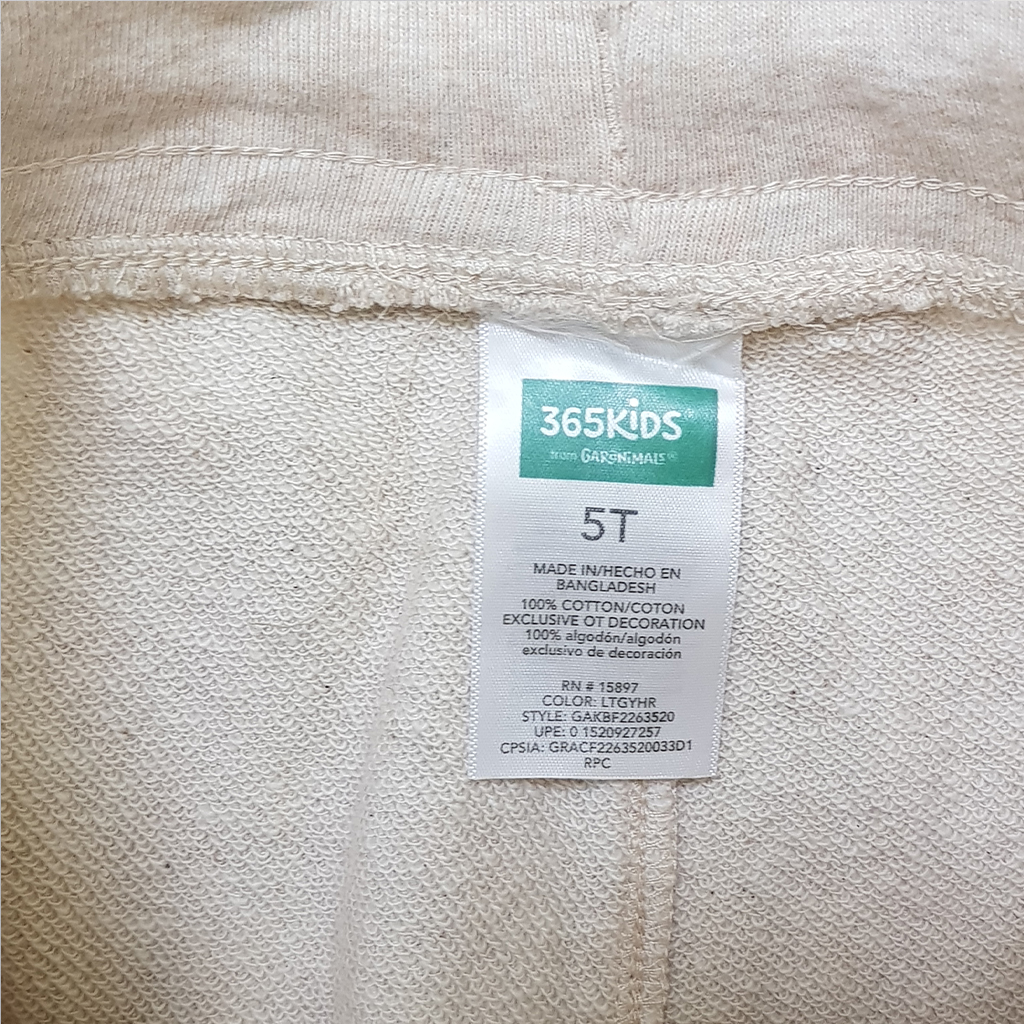 365KiDS
from GARANiMALS®
5T
MADE IN/HECHO EN
BANGLADESH
100% COTTON/COTON
EXCLUSIVE OT DECORATION
100% algodón/algodón
exclusivo de decoración
RN # 15897
COLOR: LTGYHR
STYLE: GAKBF2263520
UPE: 0 1520927257
CPSIA: GRACF2263520033D1
RPC